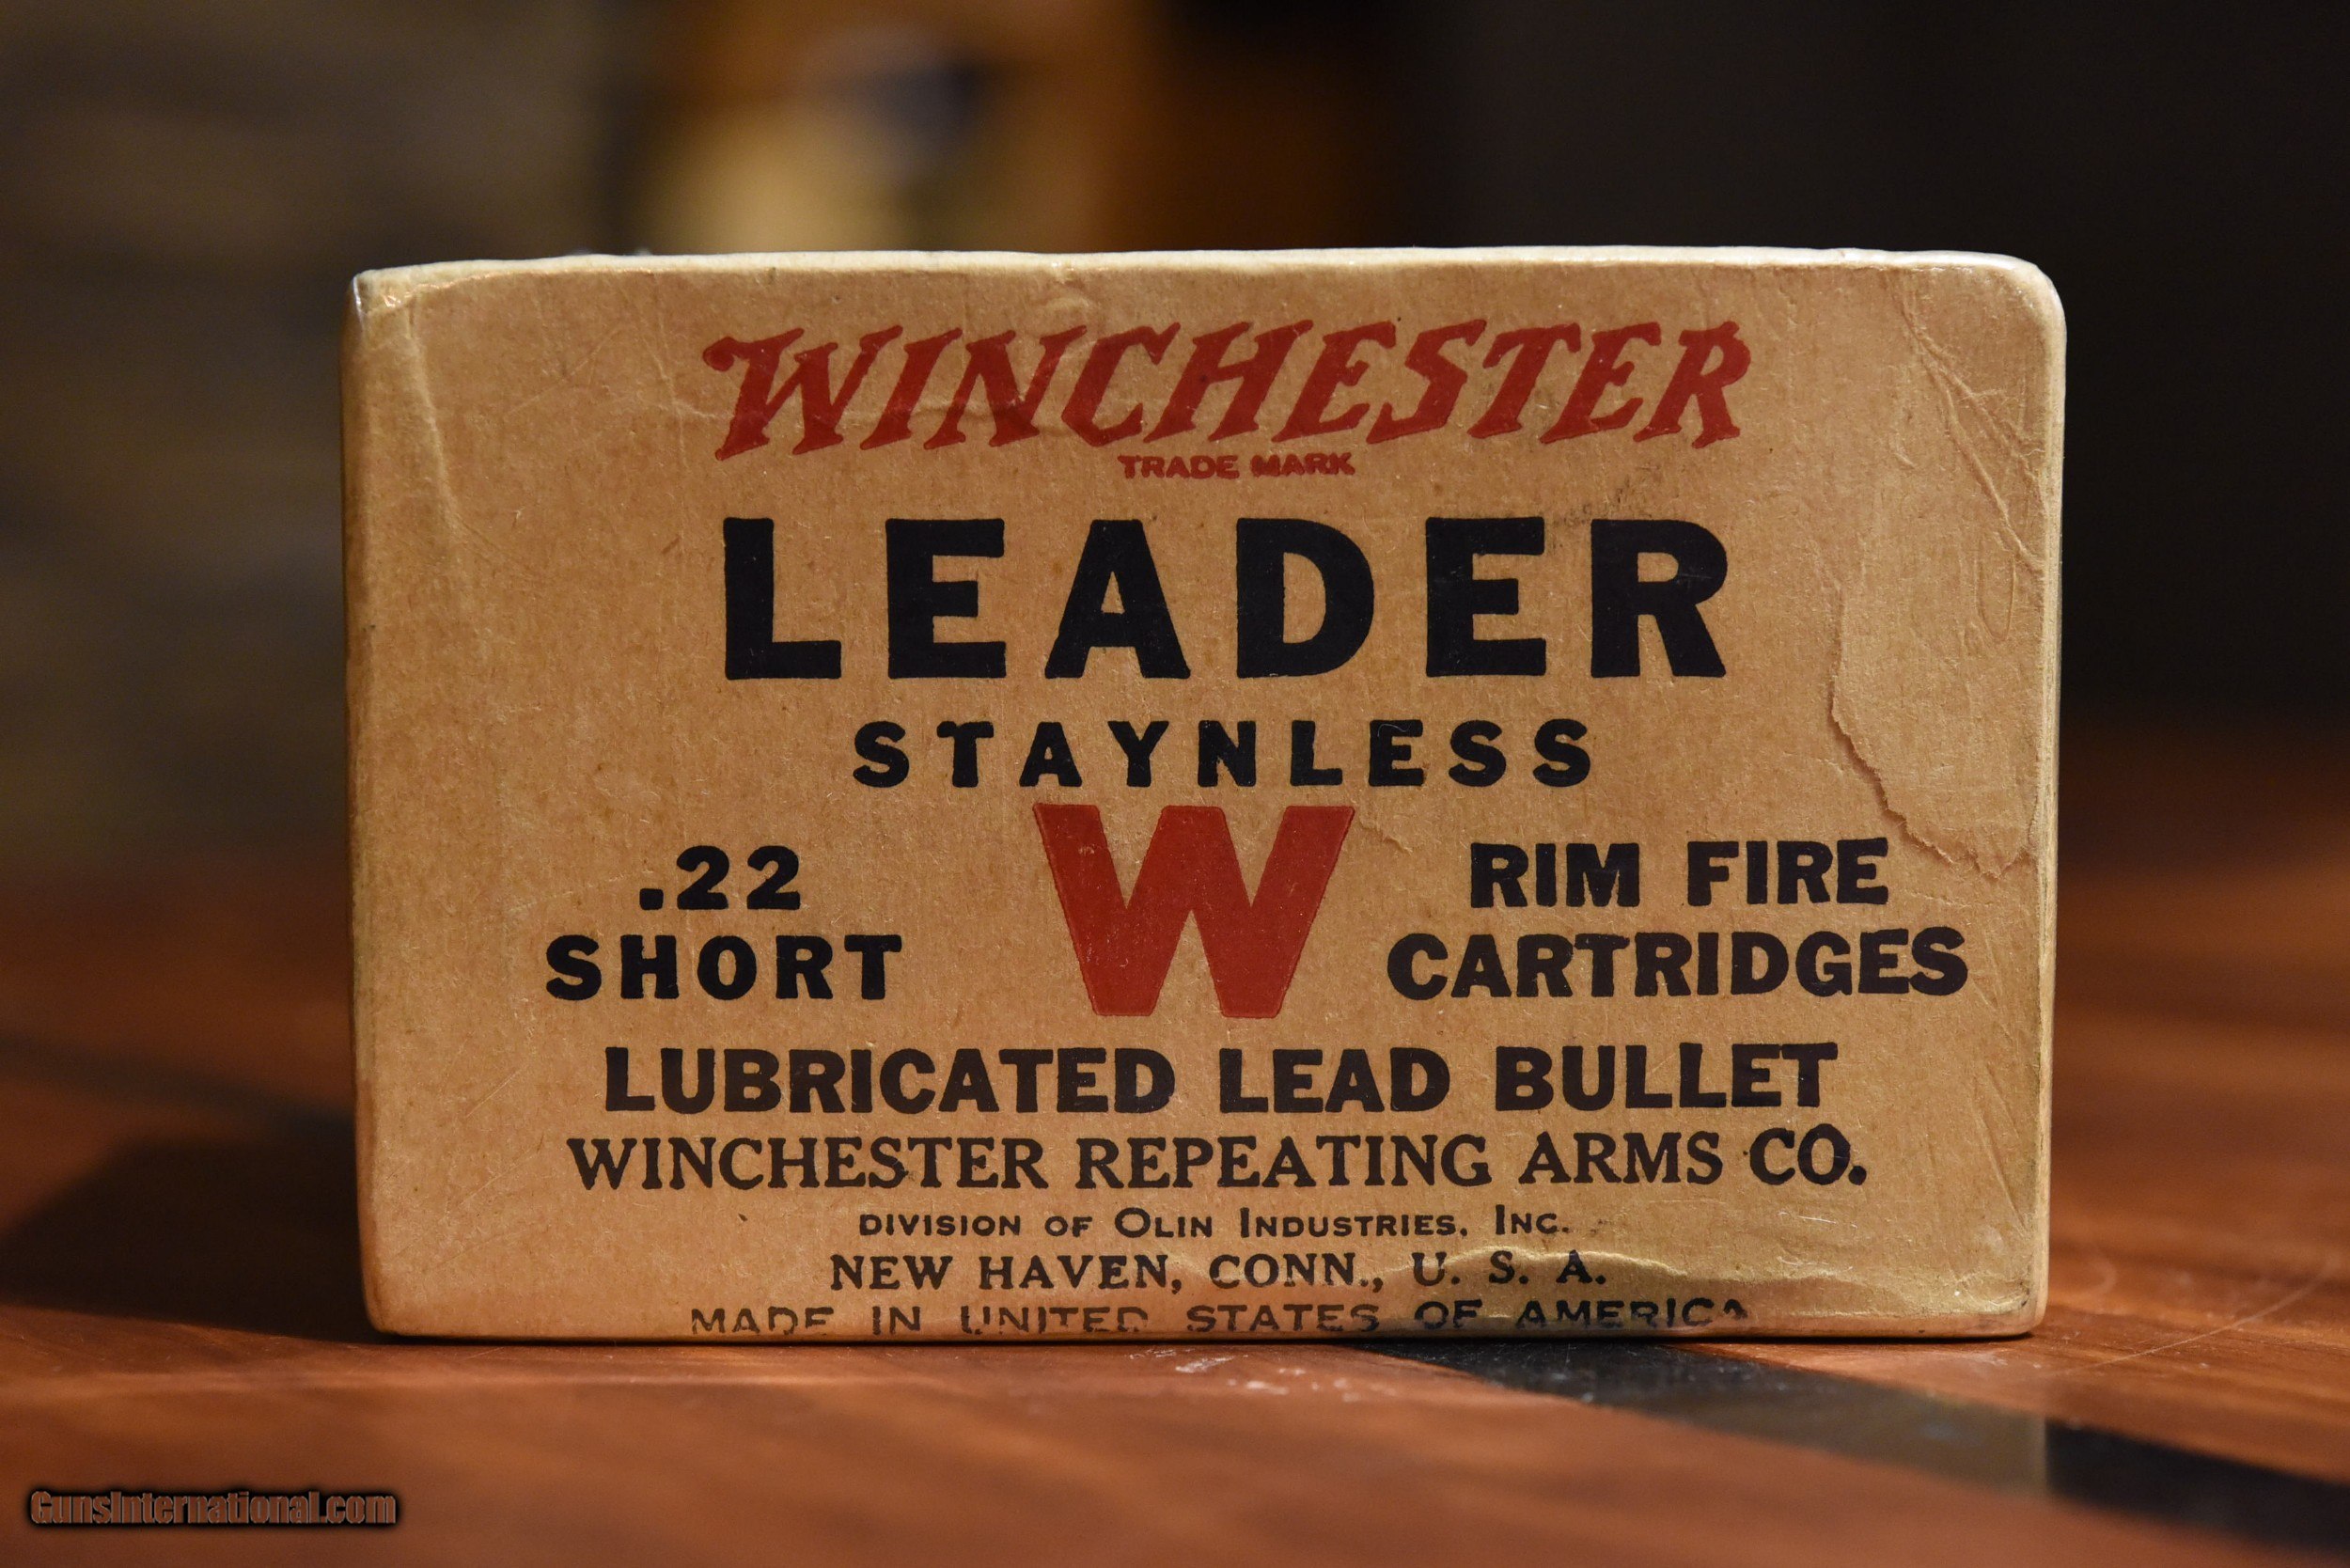 WINCHESTER
TRADE MARK
LEADER
STAYNLESS
.22
SHORT
W
RIM FIRE
CARTRIDGES
LUBRICATED LEAD BULLET
WINCHESTER REPEATING ARMS CO.
DIVISION OF OLIN INDUSTRIES, INC.
NEW HAVEN, CONN., U. S. A.
MADE IN UNITED STATES OF AMERICA
GunsInternational.com